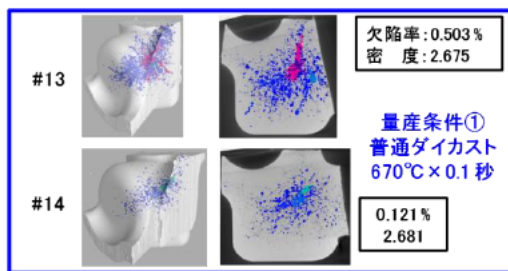 #13
欠陥率:0.503%
密 度:2.675
量産条件①
普通ダイカスト
670℃×0.1秒
#14
0.121%
2.681